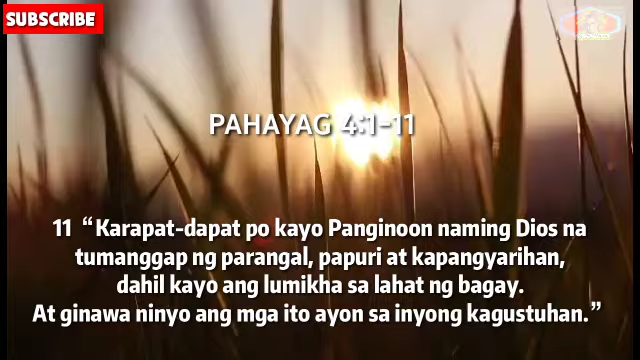 SUBSCRIBE
PAHAYAG 4:1-11
11 “Karapat-dapat po kayo Panginoon naming Dios na
tumanggap ng parangal, papuri at kapangyarihan,
dahil kayo ang lumikha sa lahat ng bagay.
At ginawa ninyo ang mga ito ayon sa inyong kagustuhan.”